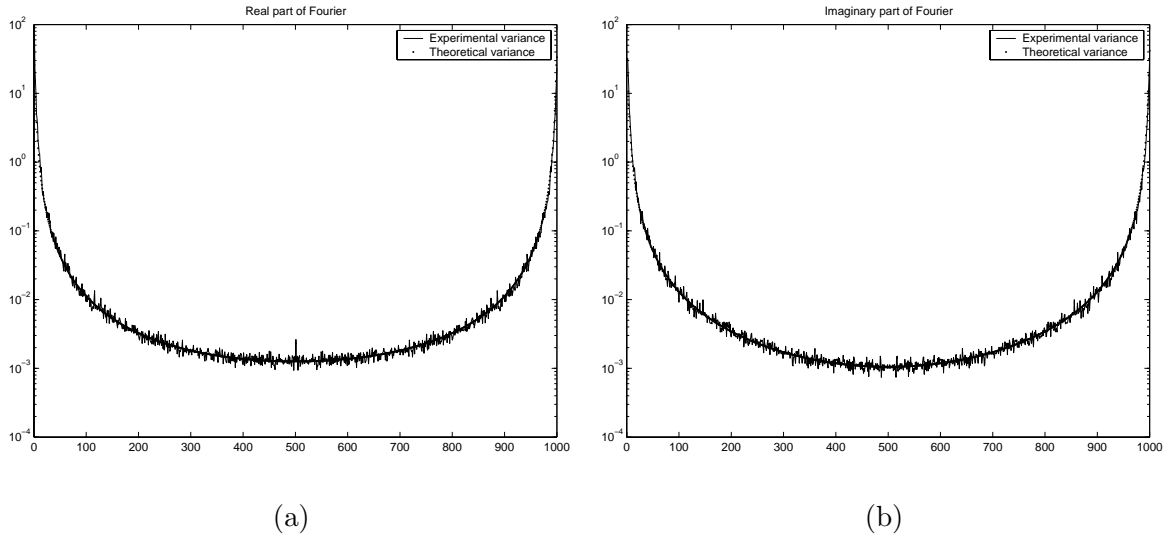 Real part of Fourier
Experimental variance
Theoretical variance
10^2
10^1
10^0
10^−1
10^−2
10^−3
10^−4
0 100 200 300 400 500 600 700 800 900 1000
(a)
Imaginary part of Fourier
Experimental variance
Theoretical variance
10^2
10^1
10^0
10^−1
10^−2
10^−3
10^−4
0 100 200 300 400 500 600 700 800 900 1000
(b)